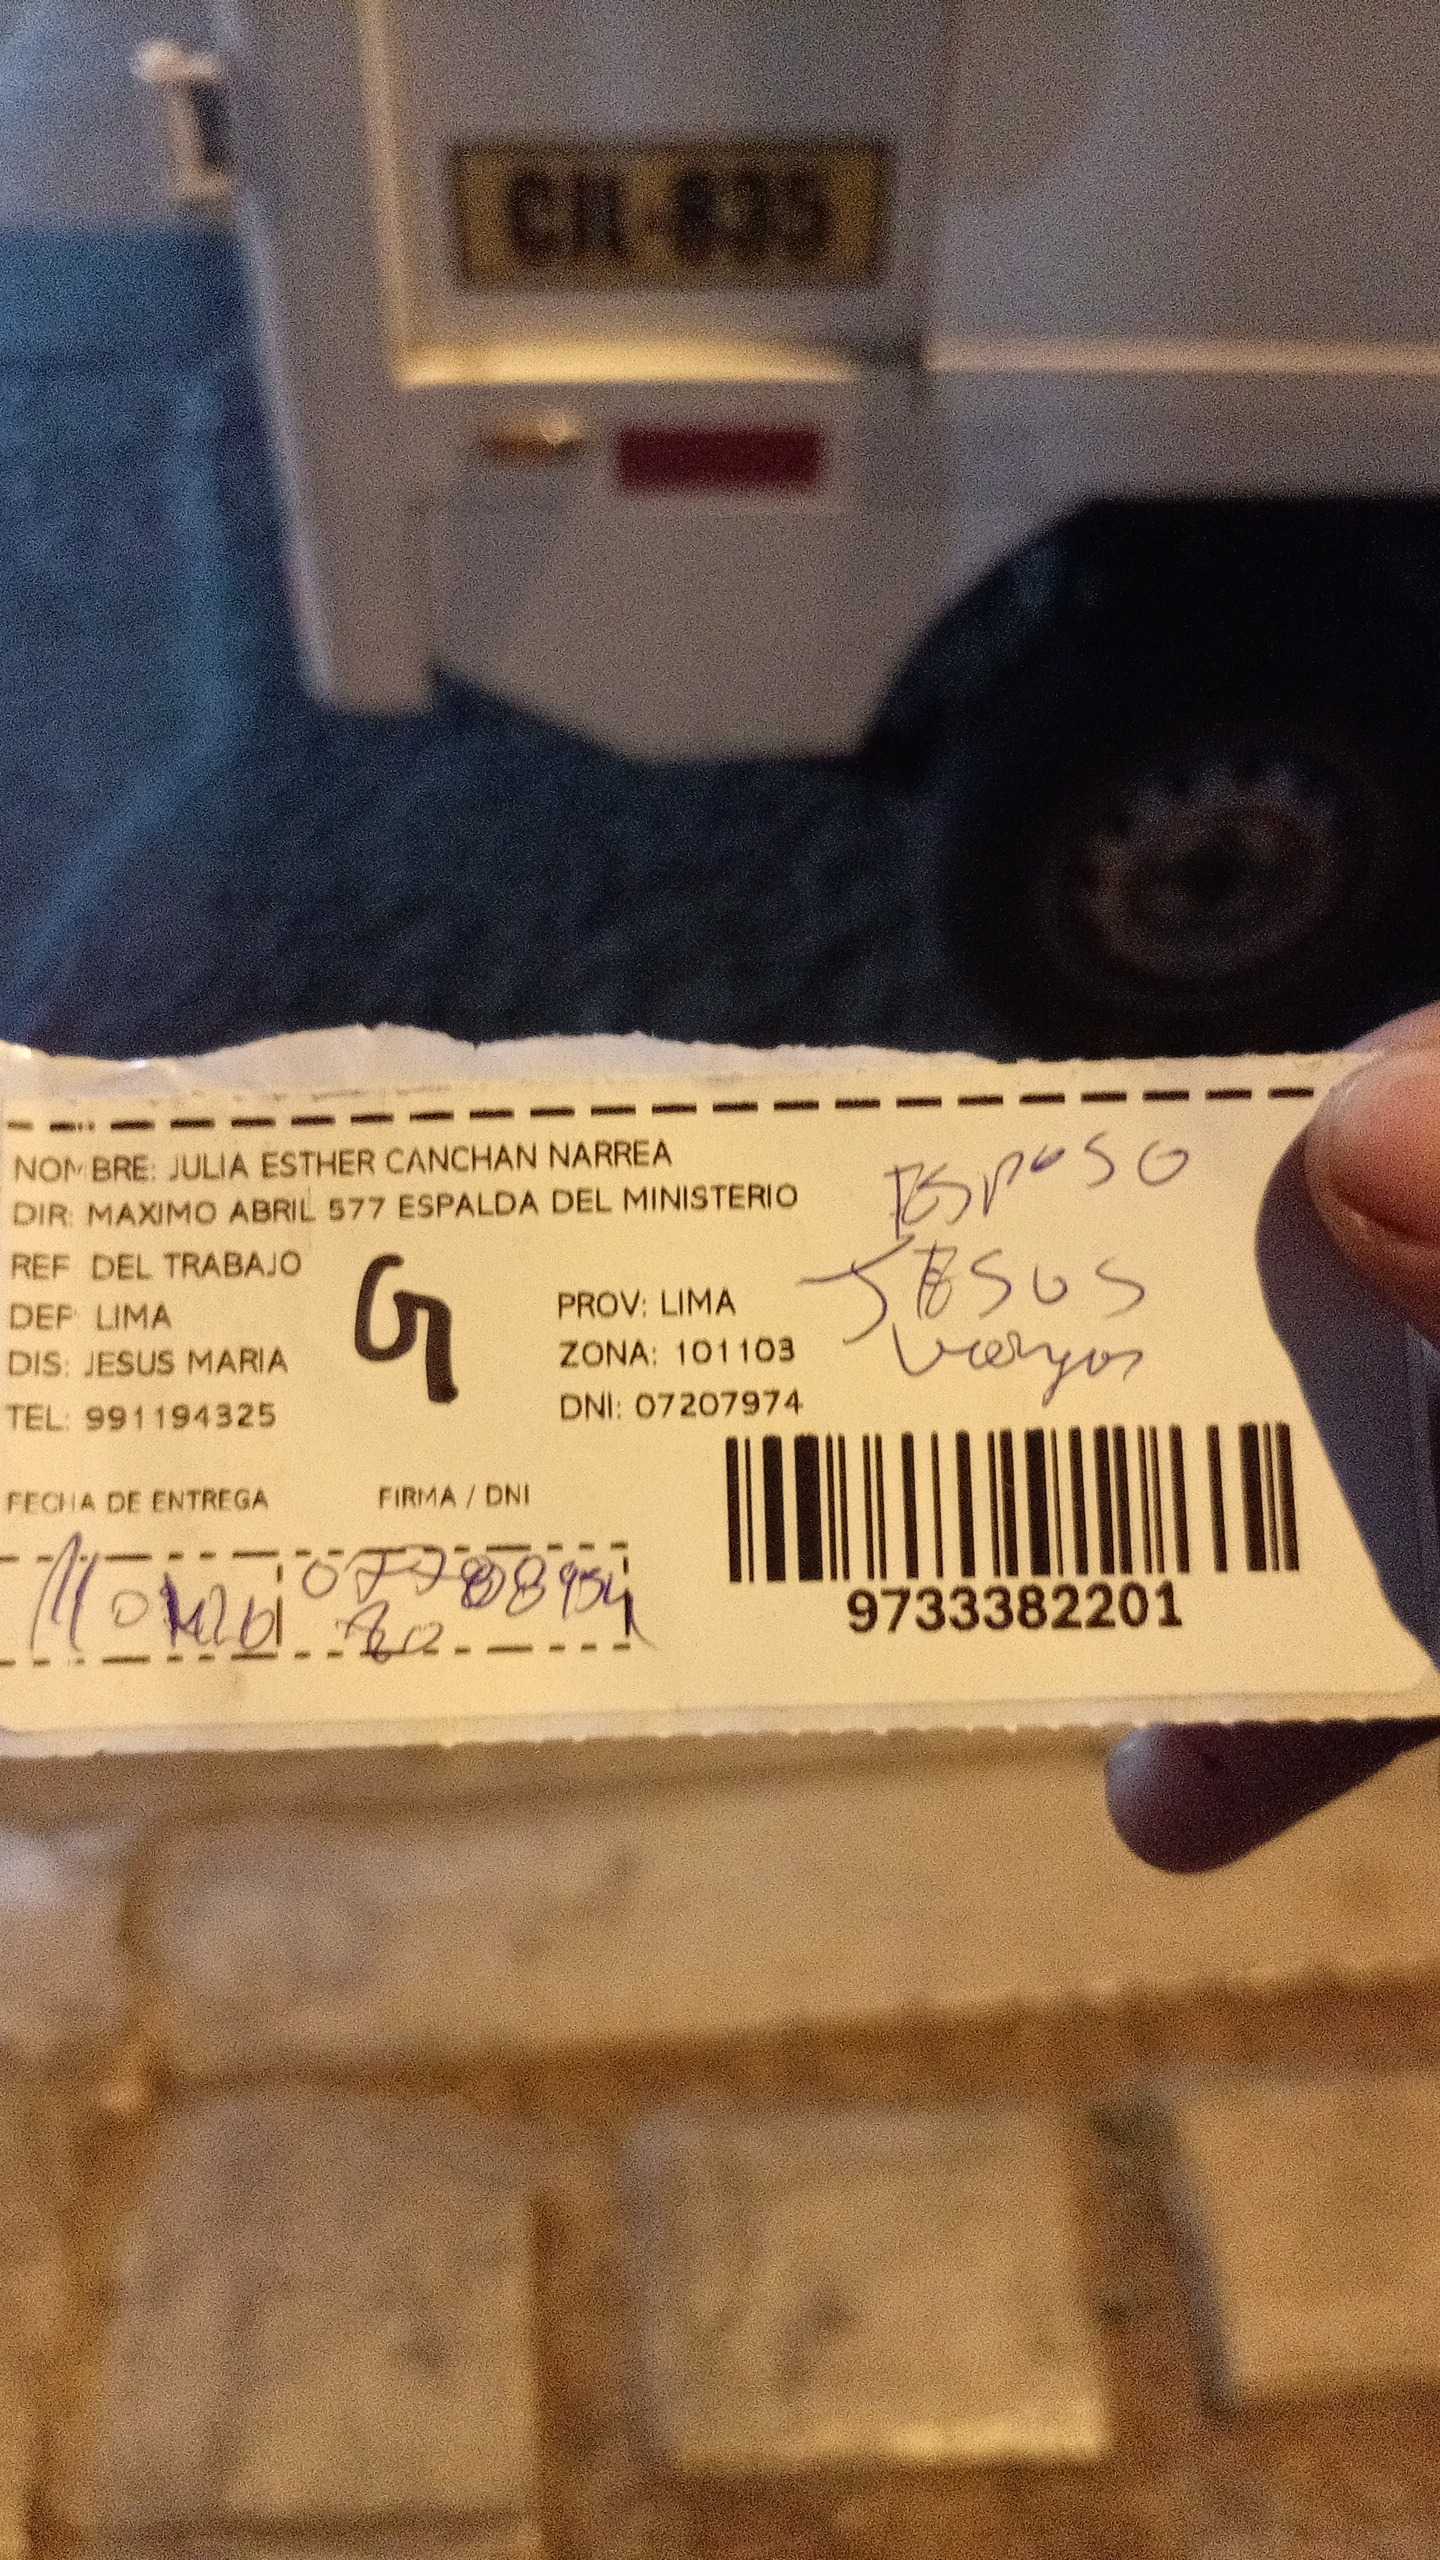 NOMBRE: JULIA ESTHER CANCHAN NARREA
DIR: MAXIMO ABRIL 577 ESPALDA DEL MINISTERIO
REF DEL TRABAJO
DEP LIMA
PROV: LIMA
DIS: JESUS MARIA
ZONA: 101103
TEL: 991194325
DNI: 07207974
G
ESPOSO
JESUS
Vargas
FECHA DE ENTREGA
FIRMA / DNI
9733382201